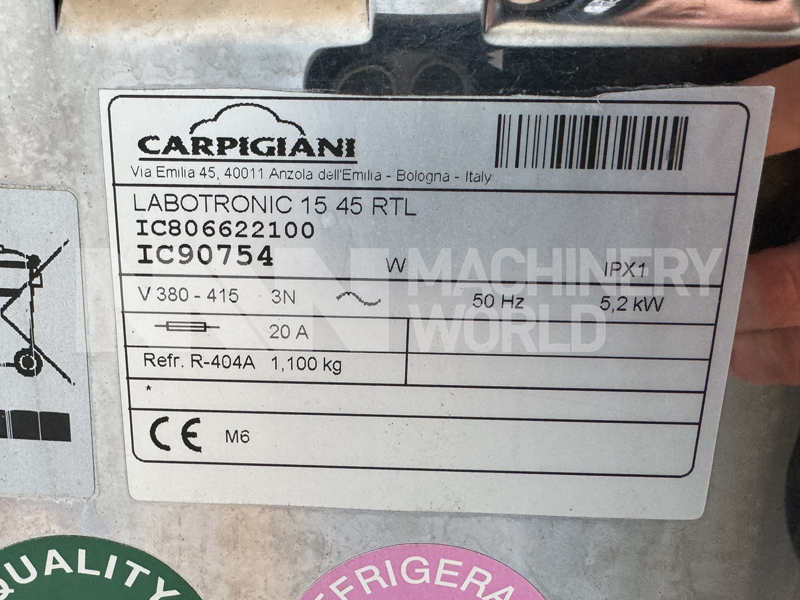 CARPIGIANI
Via Emilia 45, 40011 Anzola dell'Emilia - Bologna - Italy
LABOTRONIC 15 45 RTL
IC806622100
IC90754
W IPX1
MACHINERY
WORLD
V 380 - 415 3N 50 Hz 5,2 kW
20 A
Refr. R-404A 1,100 kg
*
CE M6
QUALITY
REFRIGERA